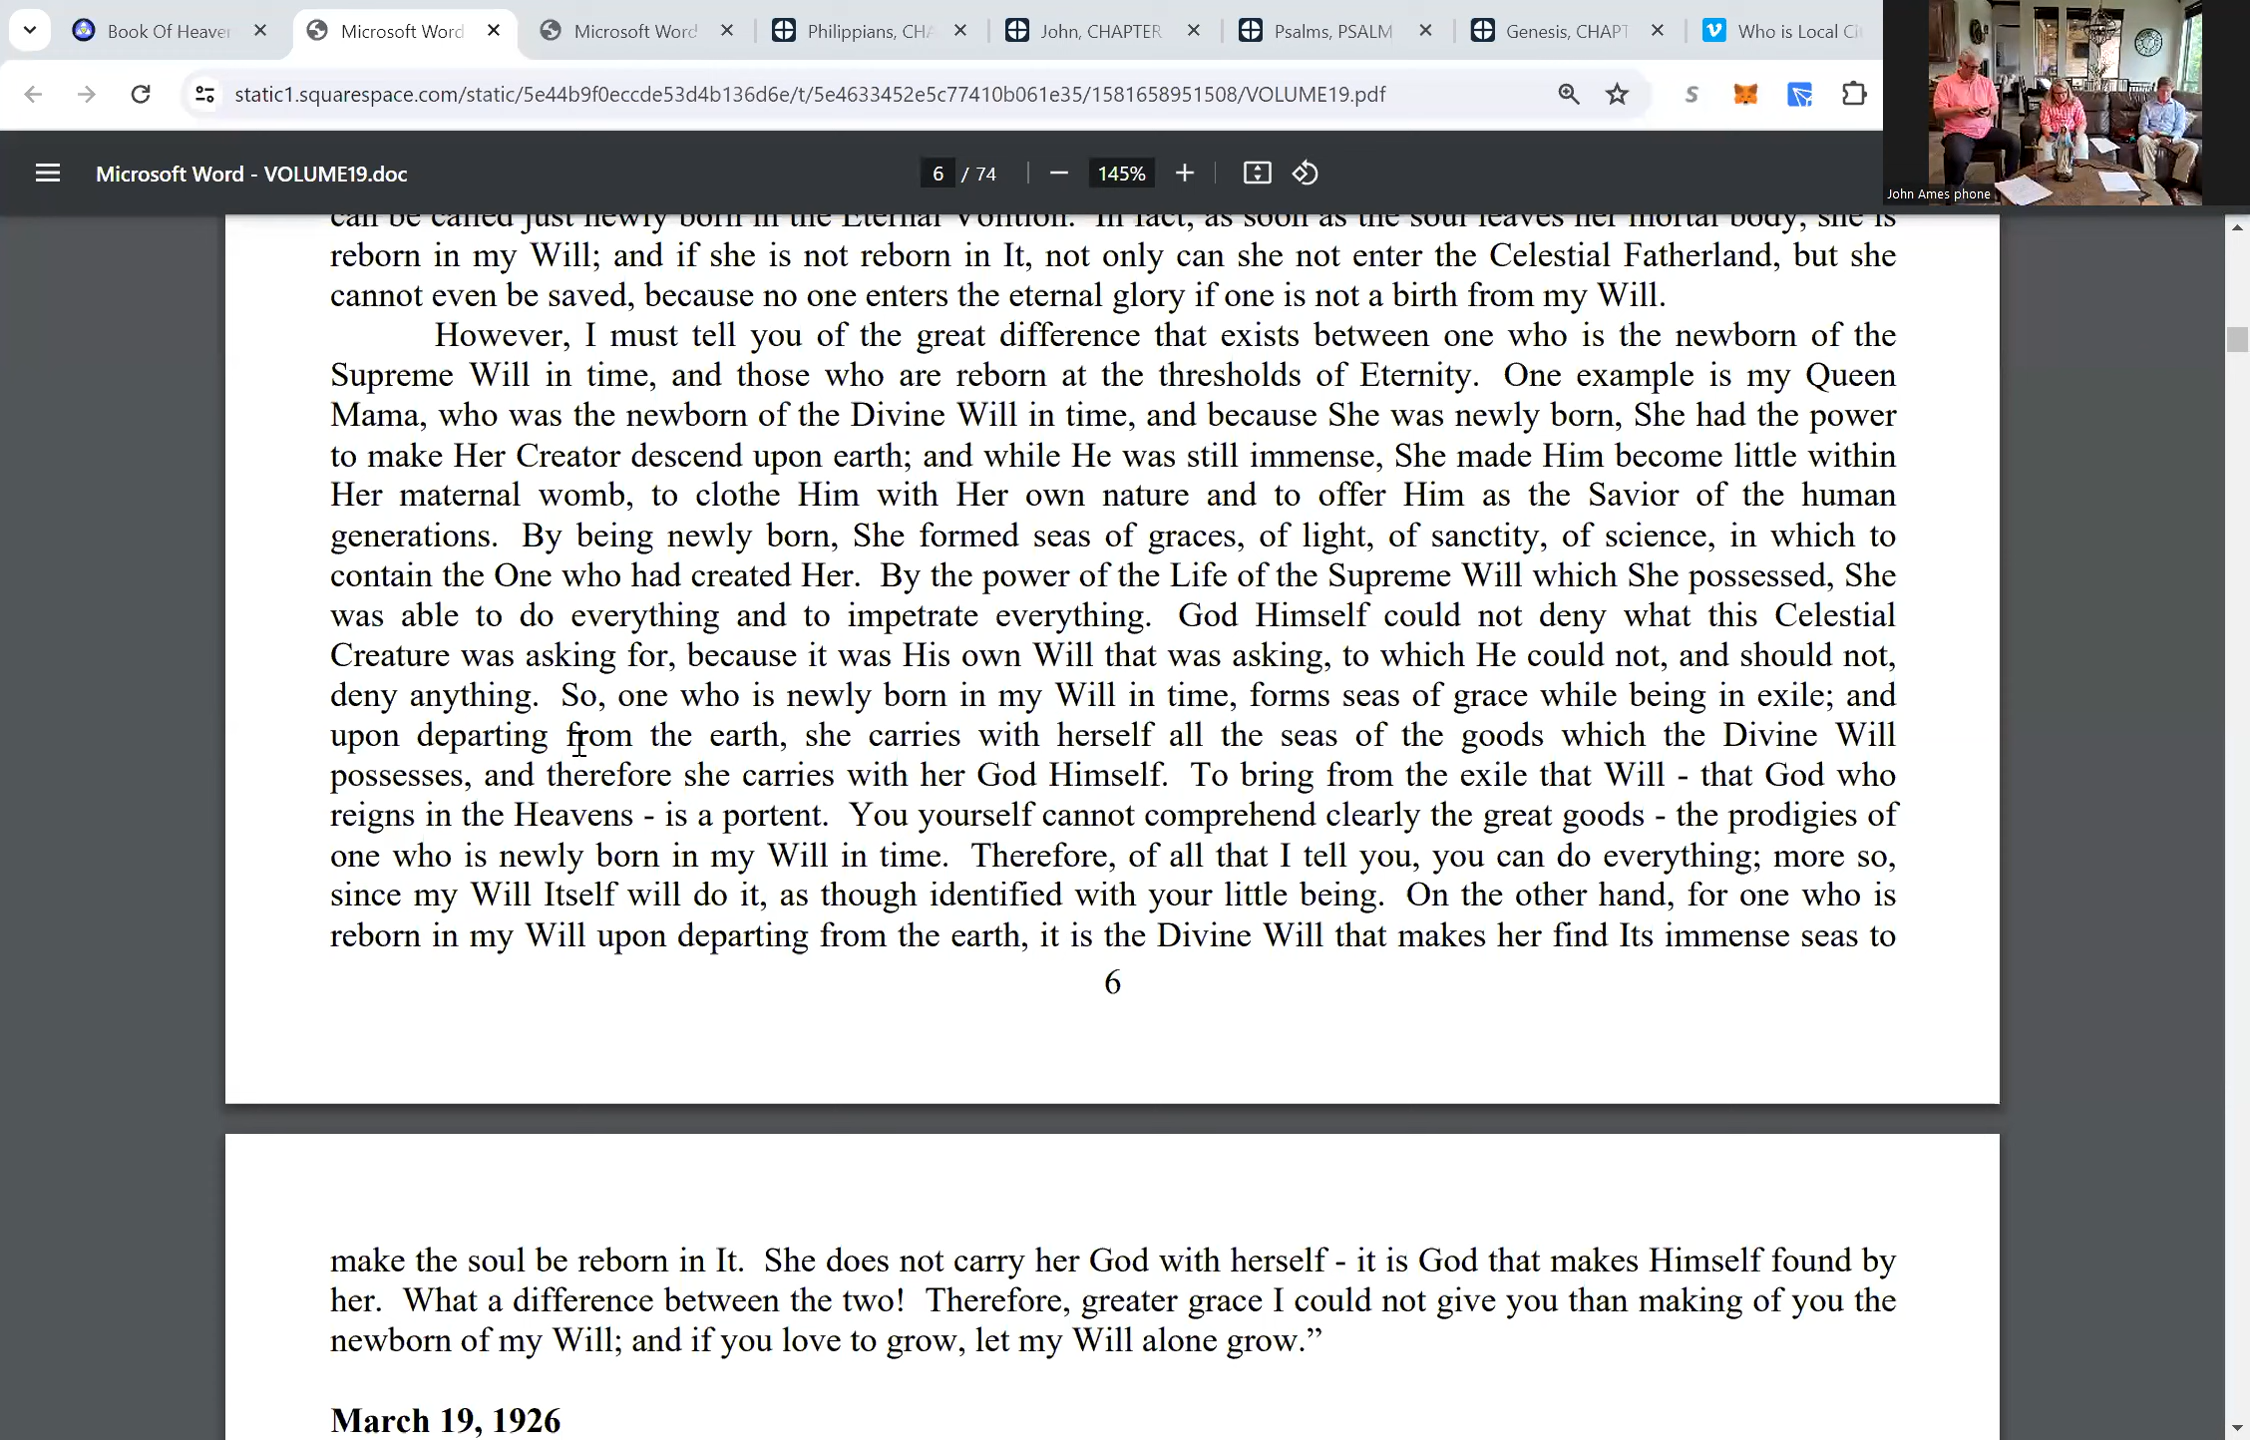 Book Of Heaven
Microsoft Word
Microsoft Word
Philippians, CHA
John, CHAPTER
Psalms, PSALM
Genesis, CHAPT
Who is Local Ci
static1.squarespace.com/static/5e44b9f0eccde53d4b136d6e/t/5e4633452e5c77410b061e35/1581658951508/VOLUME19.pdf
S
Microsoft Word - VOLUME19.doc
6 / 74
145%
John Ames phone
can be called just newly born in the Eternal Volition.  In fact, as soon as the soul leaves her mortal body, she is
reborn in my Will; and if she is not reborn in It, not only can she not enter the Celestial Fatherland, but she
cannot even be saved, because no one enters the eternal glory if one is not a birth from my Will.
However, I must tell you of the great difference that exists between one who is the newborn of the
Supreme Will in time, and those who are reborn at the thresholds of Eternity.  One example is my Queen
Mama, who was the newborn of the Divine Will in time, and because She was newly born, She had the power
to make Her Creator descend upon earth; and while He was still immense, She made Him become little within
Her maternal womb, to clothe Him with Her own nature and to offer Him as the Savior of the human
generations.  By being newly born, She formed seas of graces, of light, of sanctity, of science, in which to
contain the One who had created Her.  By the power of the Life of the Supreme Will which She possessed, She
was able to do everything and to impetrate everything.  God Himself could not deny what this Celestial
Creature was asking for, because it was His own Will that was asking, to which He could not, and should not,
deny anything.  So, one who is newly born in my Will in time, forms seas of grace while being in exile; and
upon departing from the earth, she carries with herself all the seas of the goods which the Divine Will
possesses, and therefore she carries with her God Himself.  To bring from the exile that Will - that God who
reigns in the Heavens - is a portent.  You yourself cannot comprehend clearly the great goods - the prodigies of
one who is newly born in my Will in time.  Therefore, of all that I tell you, you can do everything; more so,
since my Will Itself will do it, as though identified with your little being.  On the other hand, for one who is
reborn in my Will upon departing from the earth, it is the Divine Will that makes her find Its immense seas to
6
make the soul be reborn in It.  She does not carry her God with herself - it is God that makes Himself found by
her.  What a difference between the two!  Therefore, greater grace I could not give you than making of you the
newborn of my Will; and if you love to grow, let my Will alone grow.”
March 19, 1926